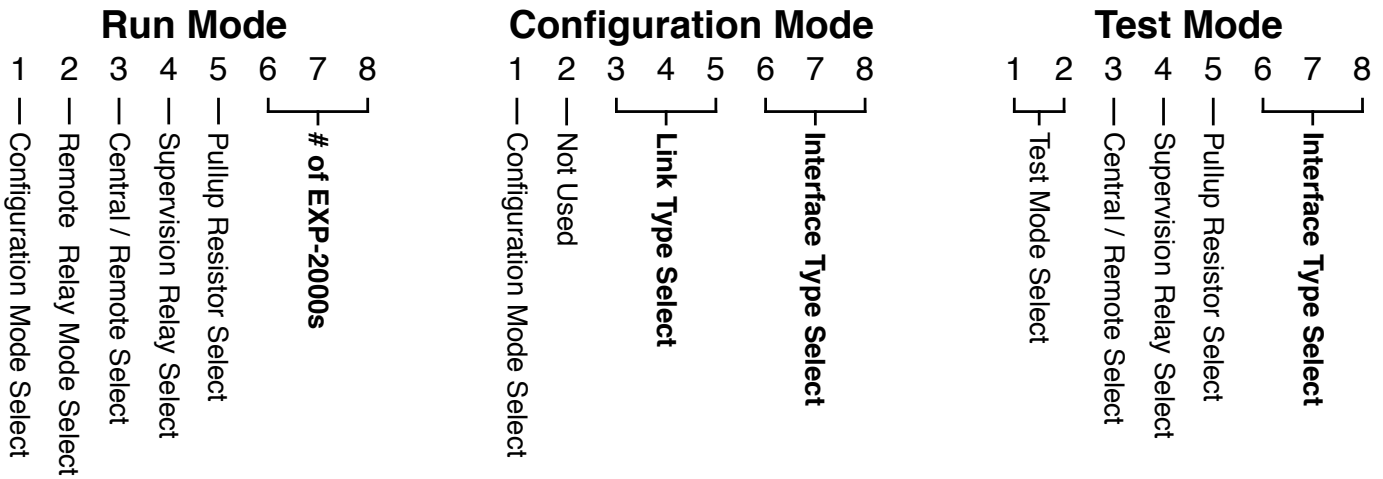 Run Mode
1 2 3 4 5 6 7 8
Configuration Mode Select
Remote Relay Mode Select
Central / Remote Select
Supervision Relay Select
Pullup Resistor Select
# of EXP-2000s
Configuration Mode
1 2 3 4 5 6 7 8
Configuration Mode Select
Not Used
Link Type Select
Interface Type Select
Test Mode
1 2 3 4 5 6 7 8
Test Mode Select
Central / Remote Select
Supervision Relay Select
Pullup Resistor Select
Interface Type Select